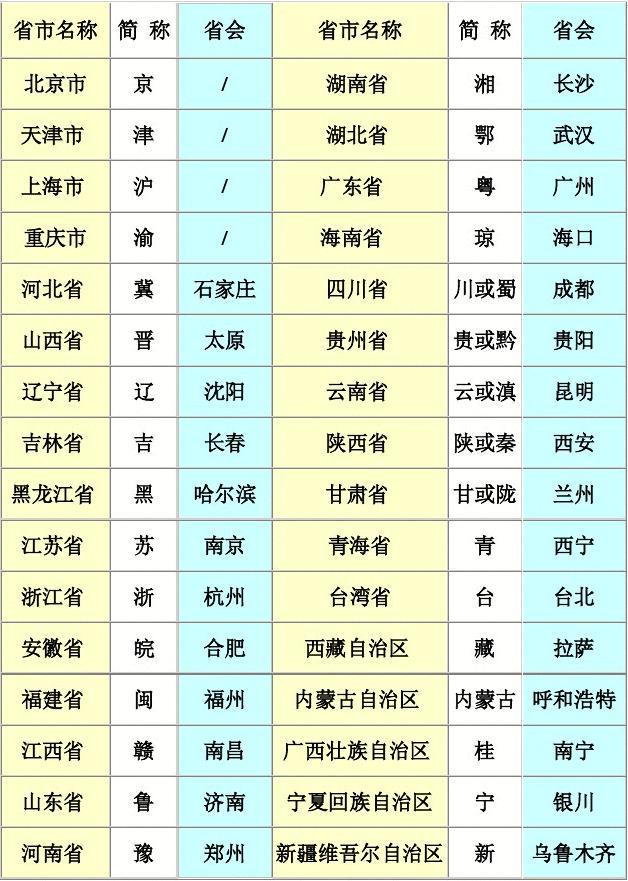 省市名称 简 称 省会 省市名称 简 称 省会
北京市 京 / 湖南省 湘 长沙
天津市 津 / 湖北省 鄂 武汉
上海市 沪 / 广东省 粤 广州
重庆市 渝 / 海南省 琼 海口
河北省 冀 石家庄 四川省 川或蜀 成都
山西省 晋 太原 贵州省 贵或黔 贵阳
辽宁省 辽 沈阳 云南省 云或滇 昆明
吉林省 吉 长春 陕西省 陕或秦 西安
黑龙江省 黑 哈尔滨 甘肃省 甘或陇 兰州
江苏省 苏 南京 青海省 青 西宁
浙江省 浙 杭州 台湾省 台 台北
安徽省 皖 合肥 西藏自治区 藏 拉萨
福建省 闽 福州 内蒙古自治区 内蒙古 呼和浩特
江西省 赣 南昌 广西壮族自治区 桂 南宁
山东省 鲁 济南 宁夏回族自治区 宁 银川
河南省 豫 郑州 新疆维吾尔自治区 新 乌鲁木齐